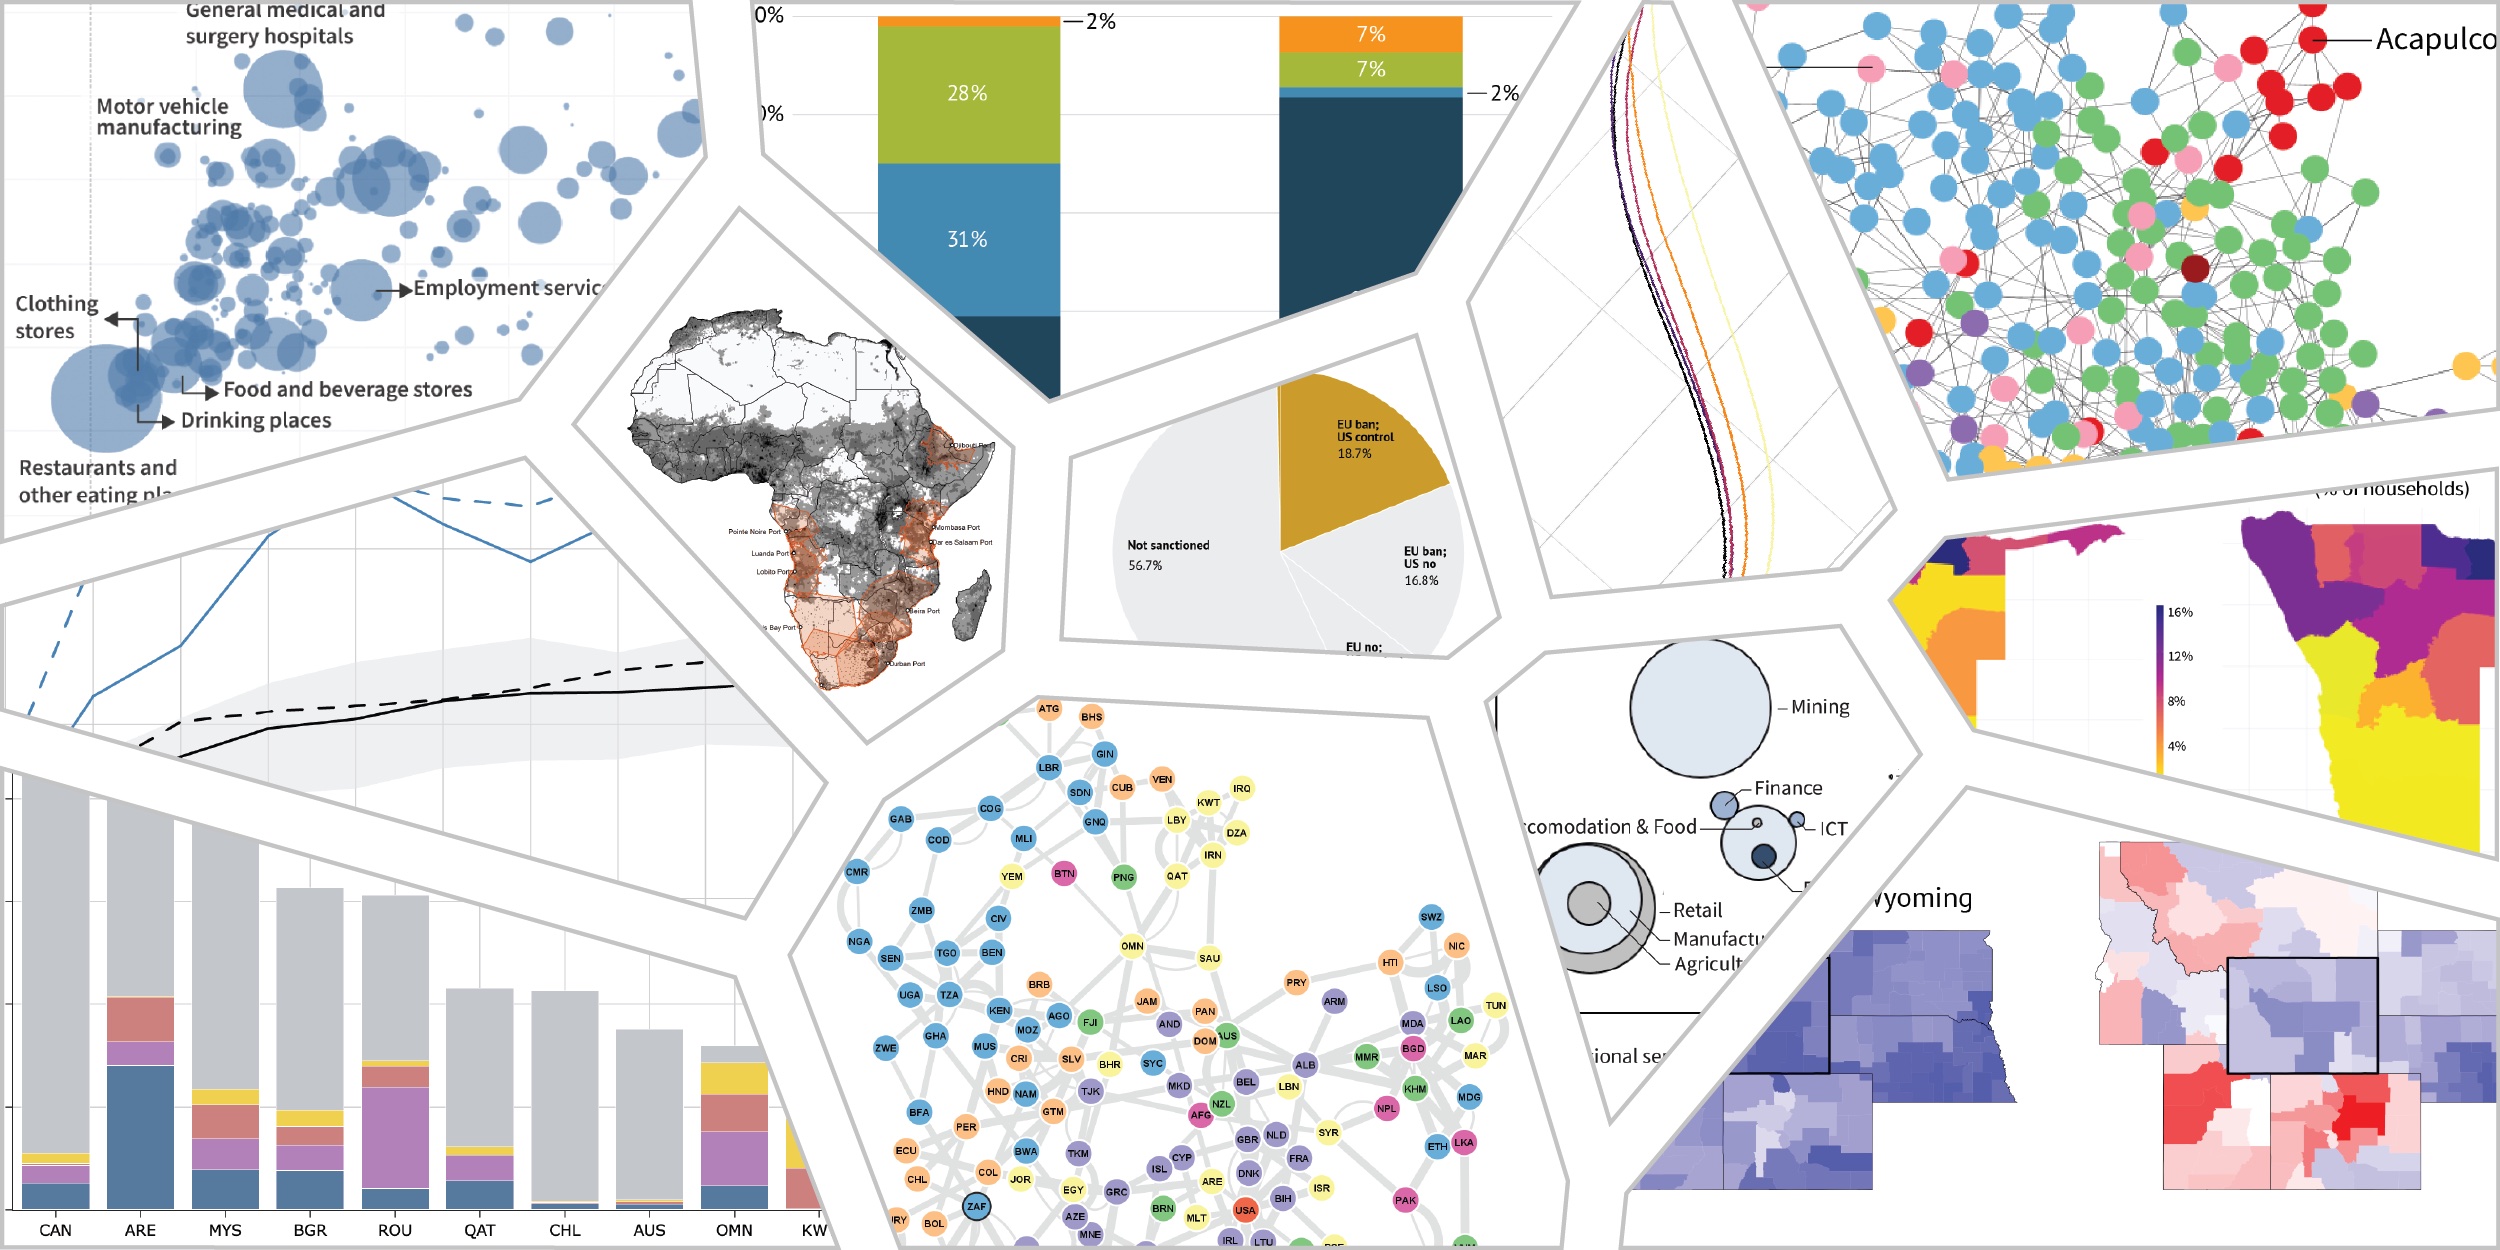 General medical and
surgery hospitals
Motor vehicle
manufacturing
Clothing
stores
Employment servic
Food and beverage stores
Drinking places
Restaurants and
other eating pla
0%
2%
28%
31%
7%
7%
2%
0%
Acapulco
Djibouti
Pointe Noire Port
Luanda Port
Lobito Port
s Bay Port
Mombasa Port
Dar es Salaam Port
Beira Port
Durban Port
EU ban;
US control
18.7%
Not sanctioned
56.7%
EU ban;
US no
16.8%
EU no;
(% of households)
16%
12%
8%
4%
Mining
Finance
ccomodation & Food
ICT
Retail
Manufactu
Agricult
ional ser
Wyoming
CAN
ARE
MYS
BGR
ROU
QAT
CHL
AUS
OMN
KW
ATG
BHS
GIN
LBR
VEN
SDN
CUB
IRQ
KWT
COG
GAB
GNQ
LBY
DZA
COD
MLI
IRN
CMR
YEM
BTN
PNG
QAT
ZMB
CIV
SWZ
NGA
OMN
NIC
SEN
TGO
BEN
SAU
HTI
BRB
PRY
LSO
UGA
TZA
JAM
ARM
TUN
KEN
AGO
PAN
FJI
AND
MDA
LAO
MOZ
GHA
AUS
DOM
ZWE
MUS
CRI
SLV
BHR
SYC
ALB
MMR
BGD
MAR
MKD
BEL
LBN
KHM
HND
NAM
TJK
MDG
BFA
GTM
AFG
NZL
NPL
PER
GBR
NLD
SYR
ETH
LKA
ECU
BWA
TKM
CYP
FRA
ISL
COL
DNK
CHL
JOR
EGY
GRC
ARE
ISR
BIH
PAK
ZAF
BRN
USA
MLT
AZE
RY
BOL
MNE
IRL
LTU